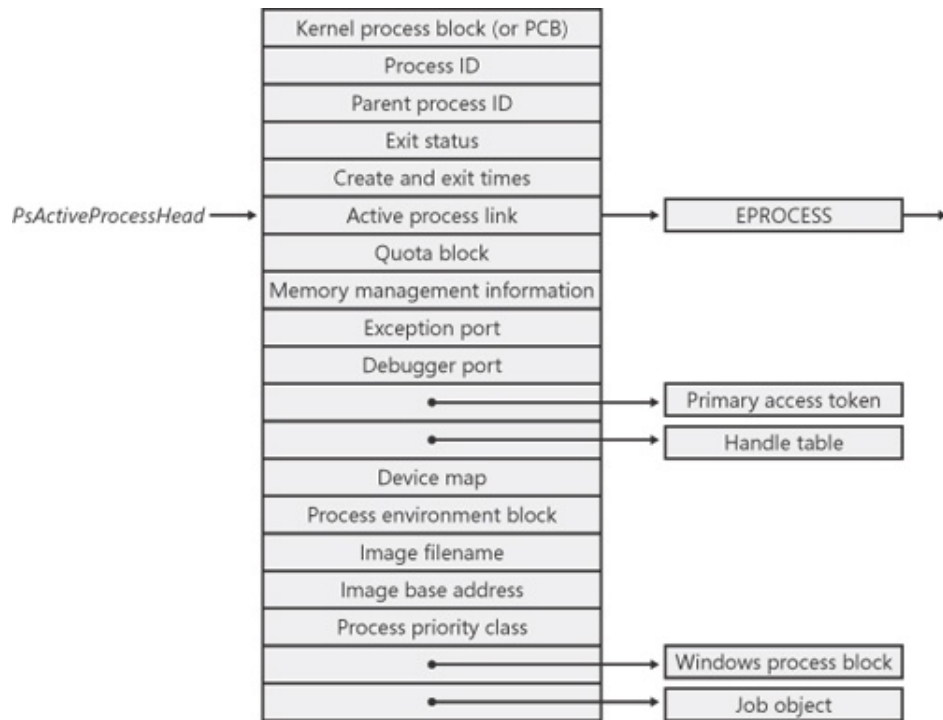 Kernel process block (or PCB)
Process ID
Parent process ID
Exit status
Create and exit times
PsActiveProcessHead
Active process link
EPROCESS
Quota block
Memory management information
Exception port
Debugger port
Primary access token
Handle table
Device map
Process environment block
Image filename
Image base address
Process priority class
Windows process block
Job object